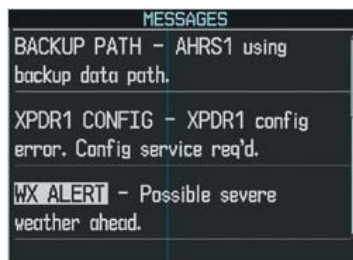 MESSAGES
BACKUP PATH – AHRS1 using
backup data path.
XPDR1 CONFIG – XPDR1 config
error. Config service req'd.
WX ALERT – Possible severe
weather ahead.